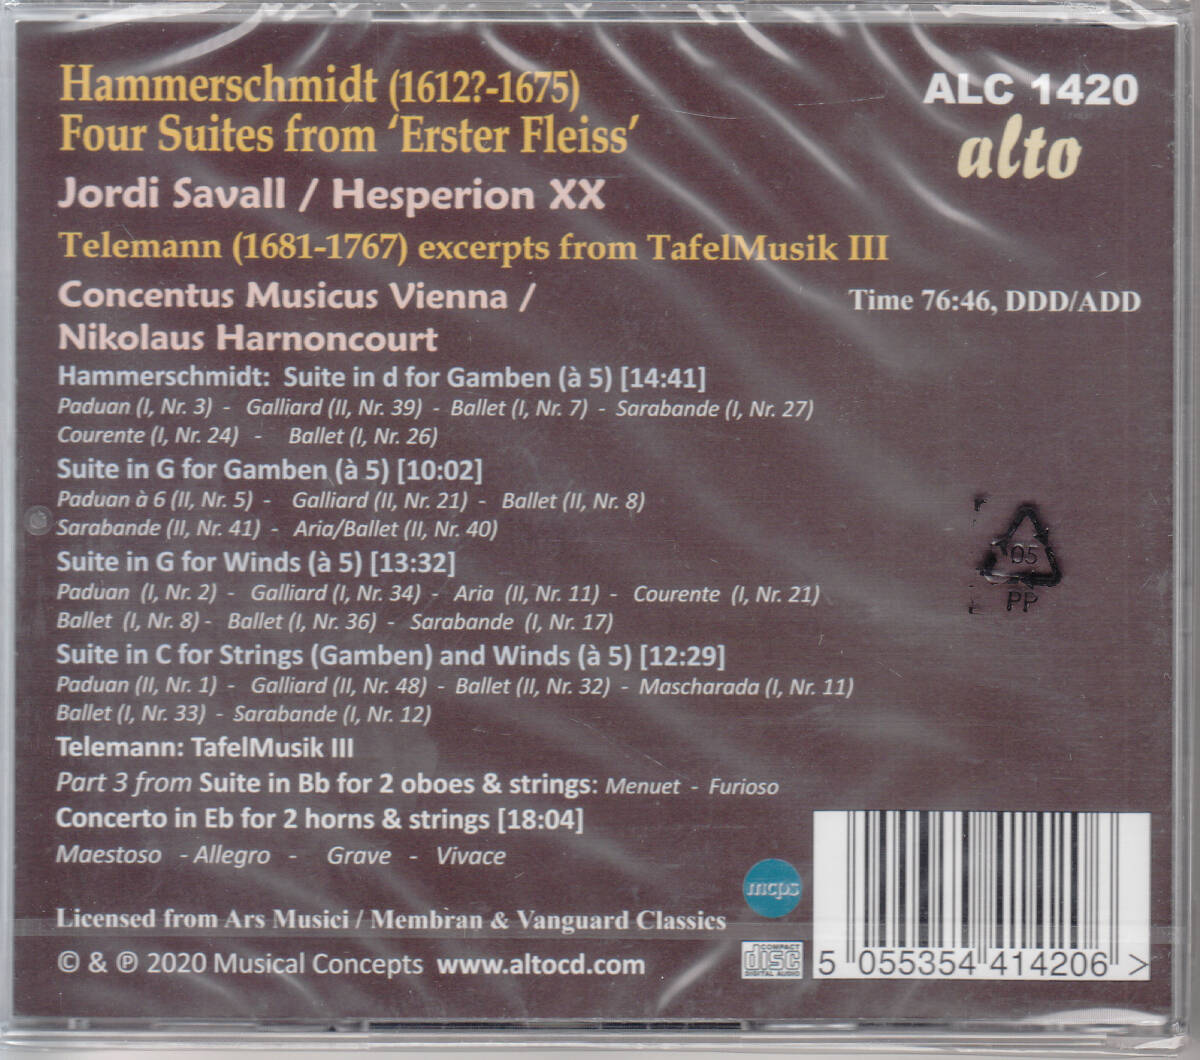 Hammerschmidt (1612?-1675)
Four Suites from ‘Erster Fleiss’
Jordi Savall / Hesperion XX
Telemann (1681-1767) excerpts from TafelMusik III
Concentus Musicus Vienna /
Nikolaus Harnoncourt
ALC 1420
alto
Time 76:46, DDD/ADD
Hammerschmidt: Suite in d for Gamben (à 5) [14:41]
Paduan (I, Nr. 3) - Galliard (II, Nr. 39) - Ballet (I, Nr. 7) - Sarabande (I, Nr. 27)
Courente (I, Nr. 24) - Ballet (I, Nr. 26)
Suite in G for Gamben (à 5) [10:02]
Paduan à 6 (II, Nr. 5) - Galliard (II, Nr. 21) - Ballet (II, Nr. 8)
Sarabande (II, Nr. 41) - Aria/Ballet (II, Nr. 40)
Suite in G for Winds (à 5) [13:32]
Paduan (I, Nr. 2) - Galliard (I, Nr. 34) - Aria (II, Nr. 11) - Courente (I, Nr. 21)
Ballet (I, Nr. 8) - Ballet (I, Nr. 36) - Sarabande (I, Nr. 17)
Suite in C for Strings (Gamben) and Winds (à 5) [12:29]
Paduan (II, Nr. 1) - Galliard (II, Nr. 48) - Ballet (II, Nr. 32) - Mascharada (I, Nr. 11)
Ballet (I, Nr. 33) - Sarabande (I, Nr. 12)
Telemann: TafelMusik III
Part 3 from Suite in Bb for 2 oboes & strings: Menuet - Furioso
Concerto in Eb for 2 horns & strings [18:04]
Maestoso - Allegro - Grave - Vivace
05
PP
Licensed from Ars Musici / Membran & Vanguard Classics
© & ℗ 2020 Musical Concepts www.altocd.com
mcps
COMPACT
disc
DIGITAL AUDIO
5 055354 414206 >